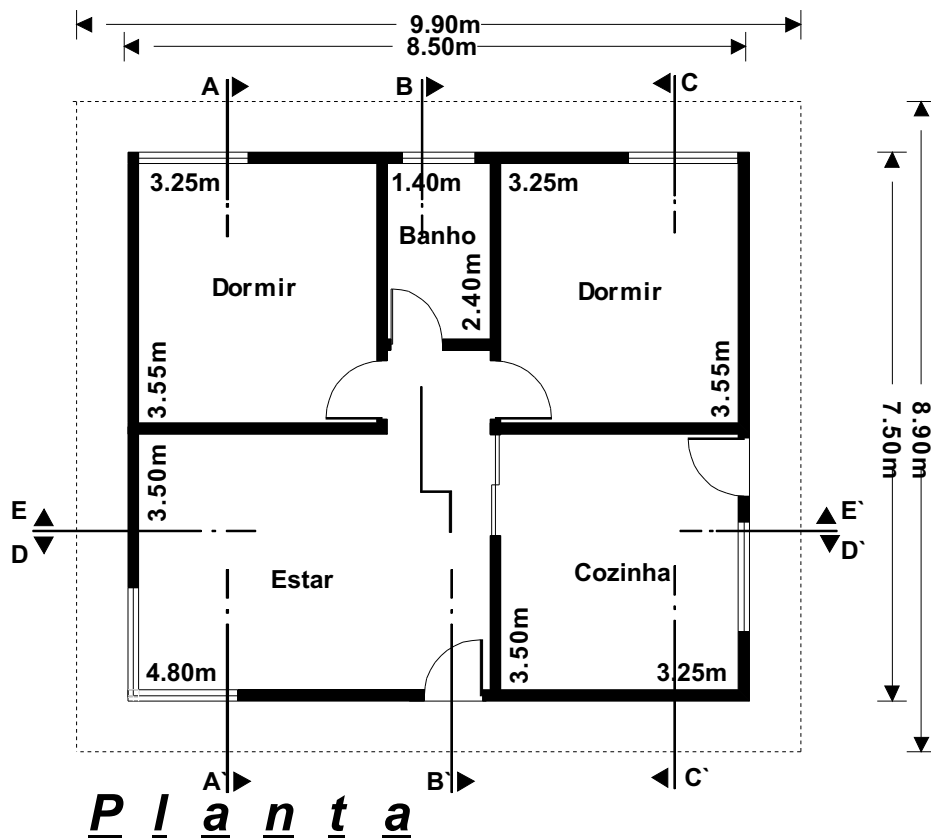 9.90m
8.50m
A B C
3.25m 1.40m 3.25m
Banho
Dormir 2.40m Dormir
3.55m 3.55m
8.90m
7.50m
3.50m
E E`
D D`
Estar Cozinha
3.50m
4.80m 3.25m
A` B` C`
Planta